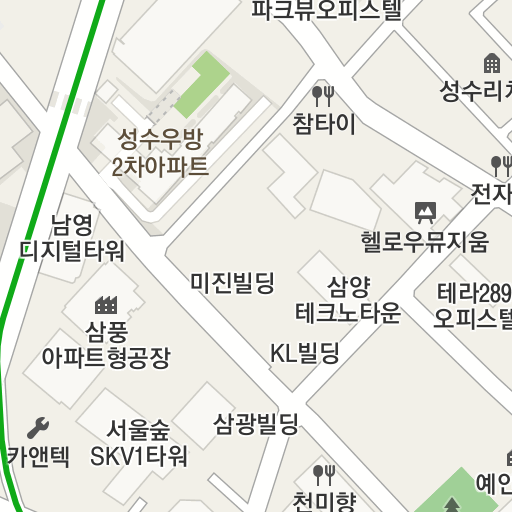 파크뷰오피스텔
성수리치
참타이
성수우방
2차아파트
전자
남영
디지털타워
헬로우뮤지움
미진빌딩
삼양
테크노타운
테라289
오피스텔
삼풍
아파트형공장
KL빌딩
삼광빌딩
서울숲
SKV1타워
카앤텍
천미향
예인